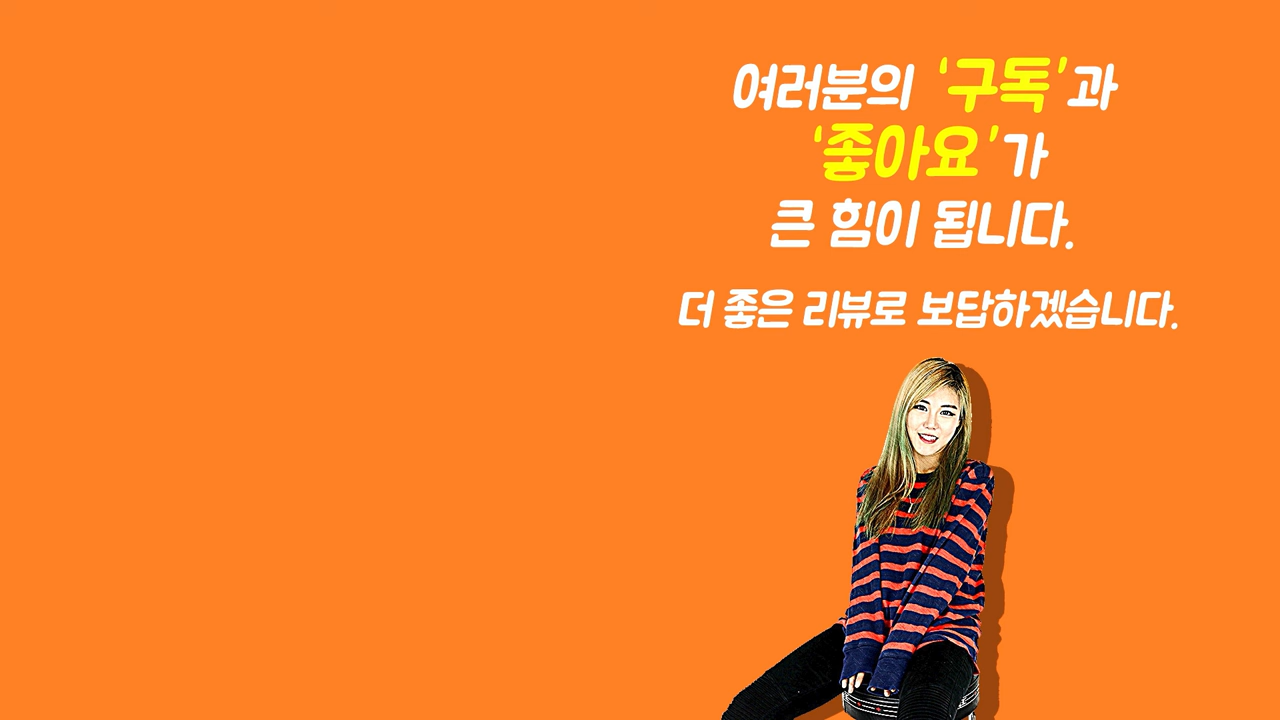 여러분의 '구독'과
'좋아요'가
큰 힘이 됩니다.
더 좋은 리뷰로 보답하겠습니다.